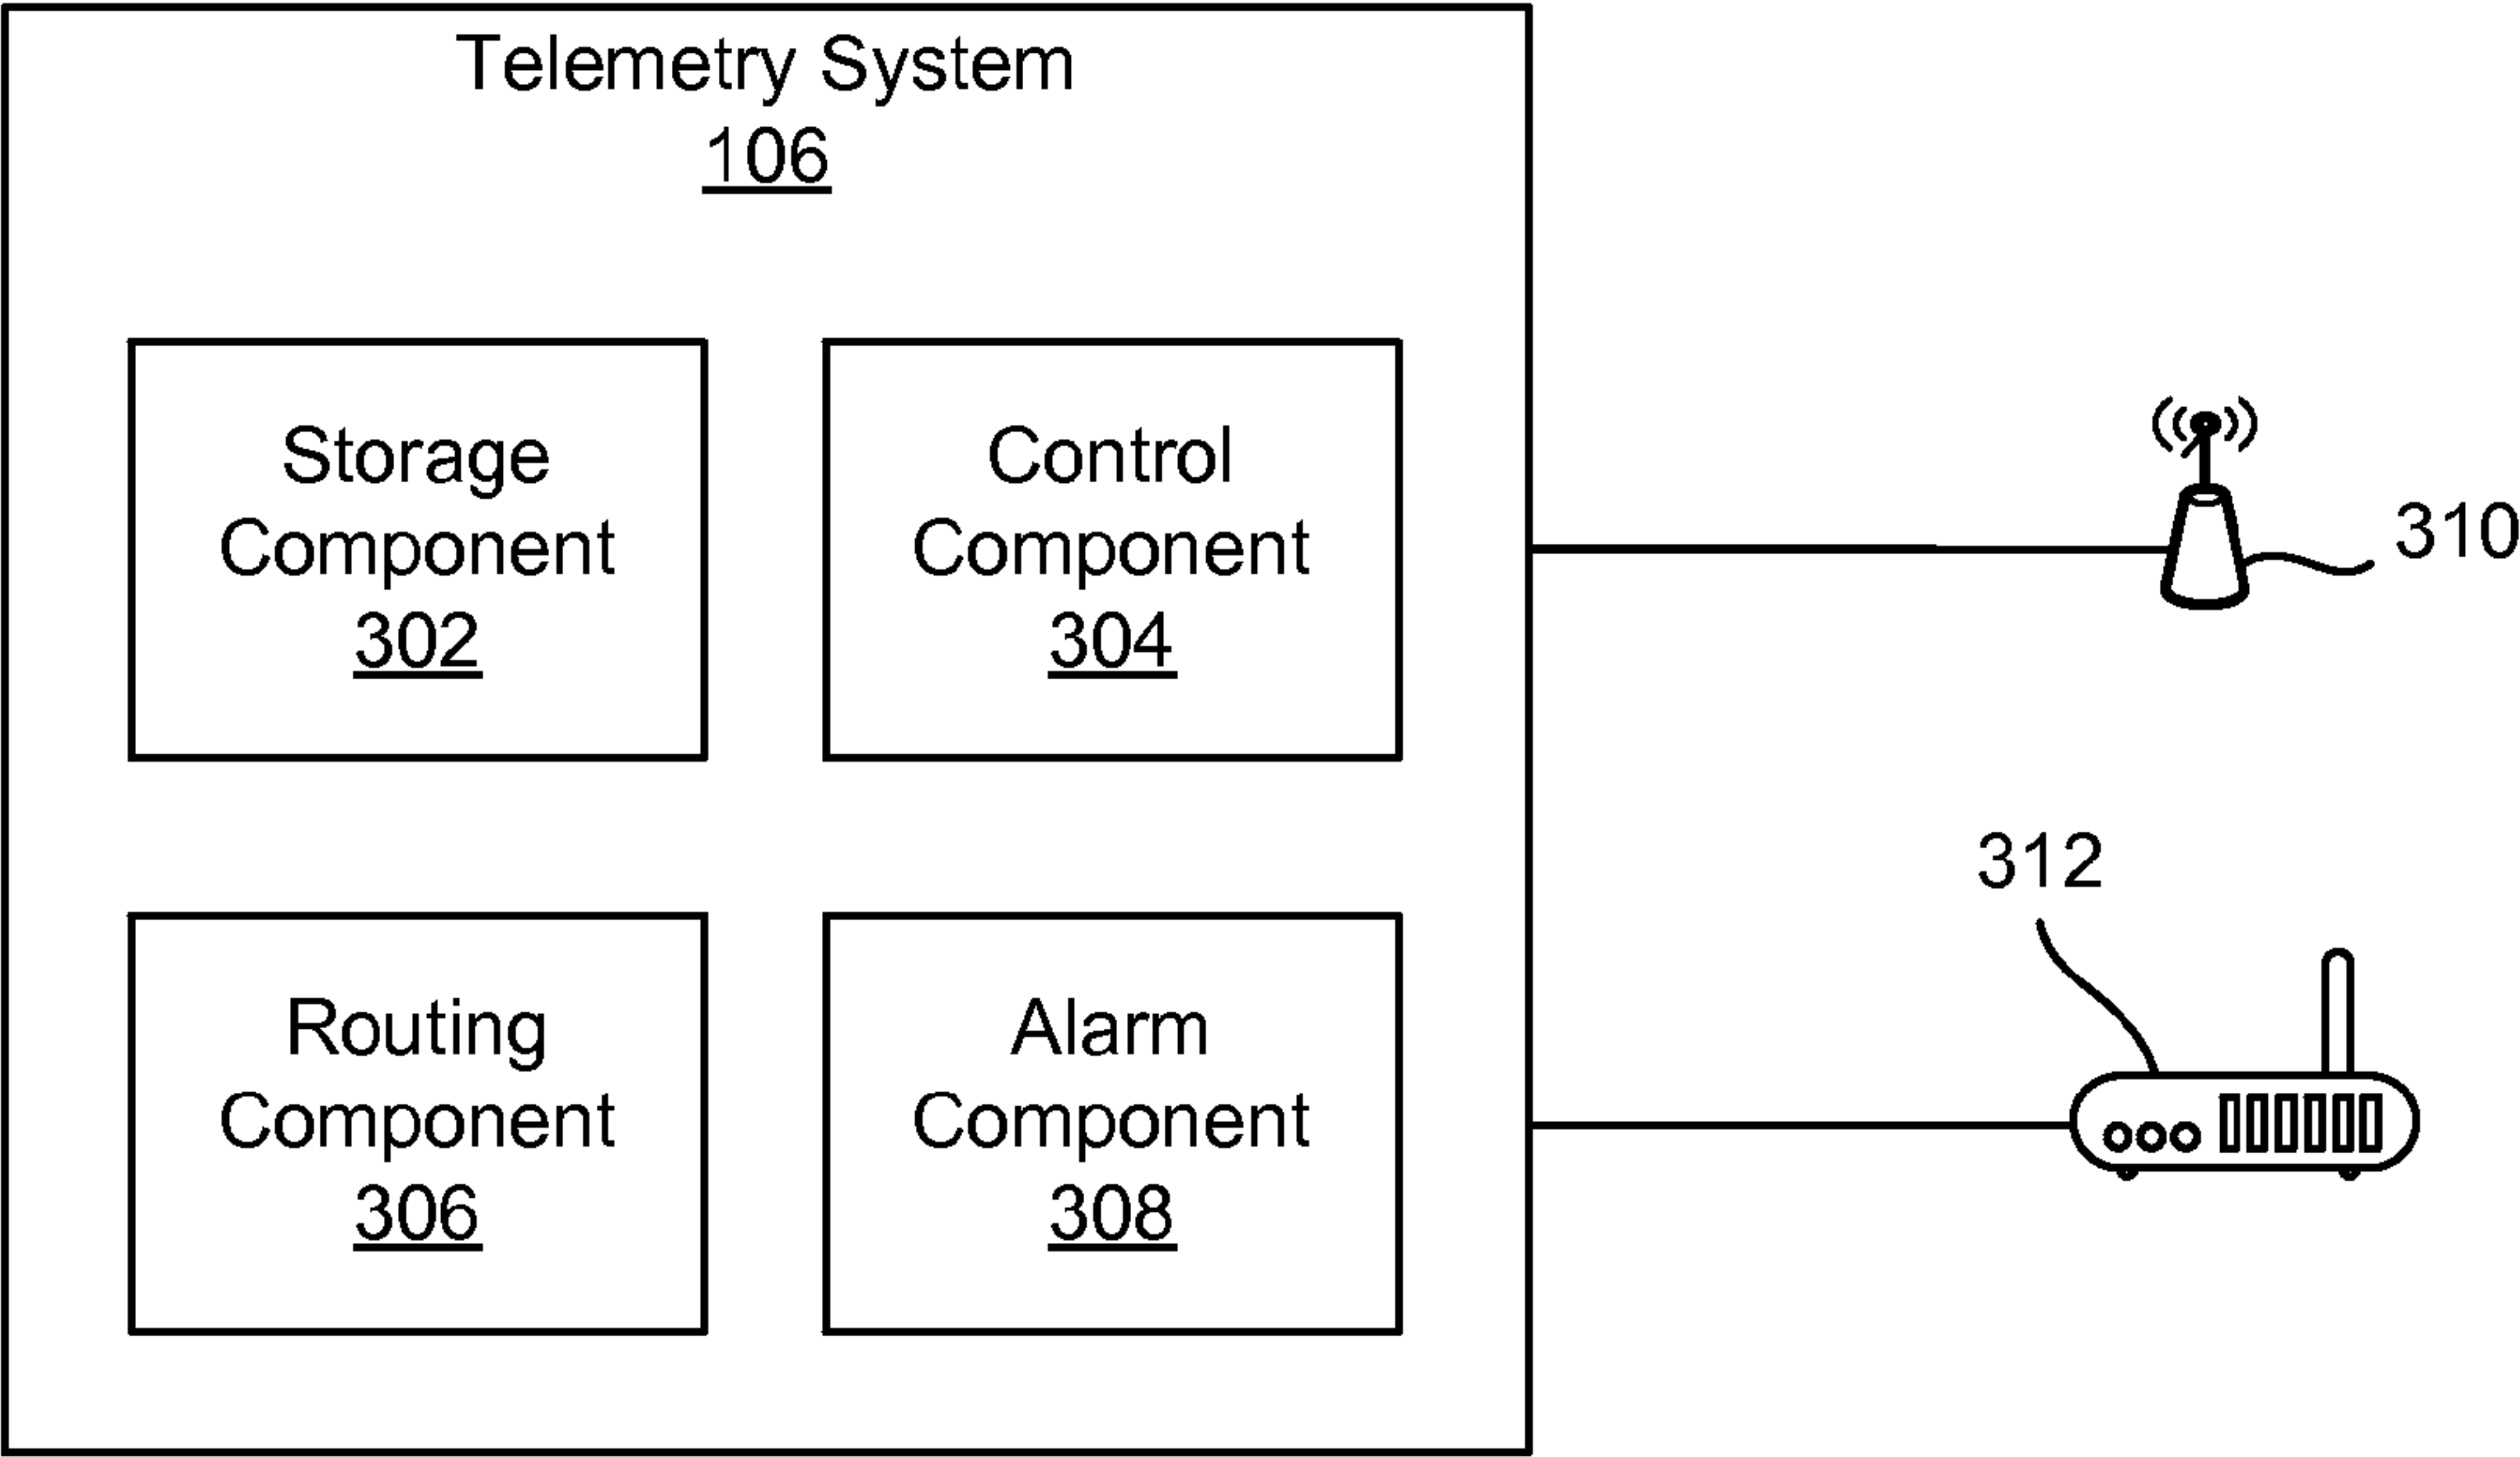 Telemetry System
106
Storage
Component
302
Control
Component
304
310
312
Routing
Component
306
Alarm
Component
308